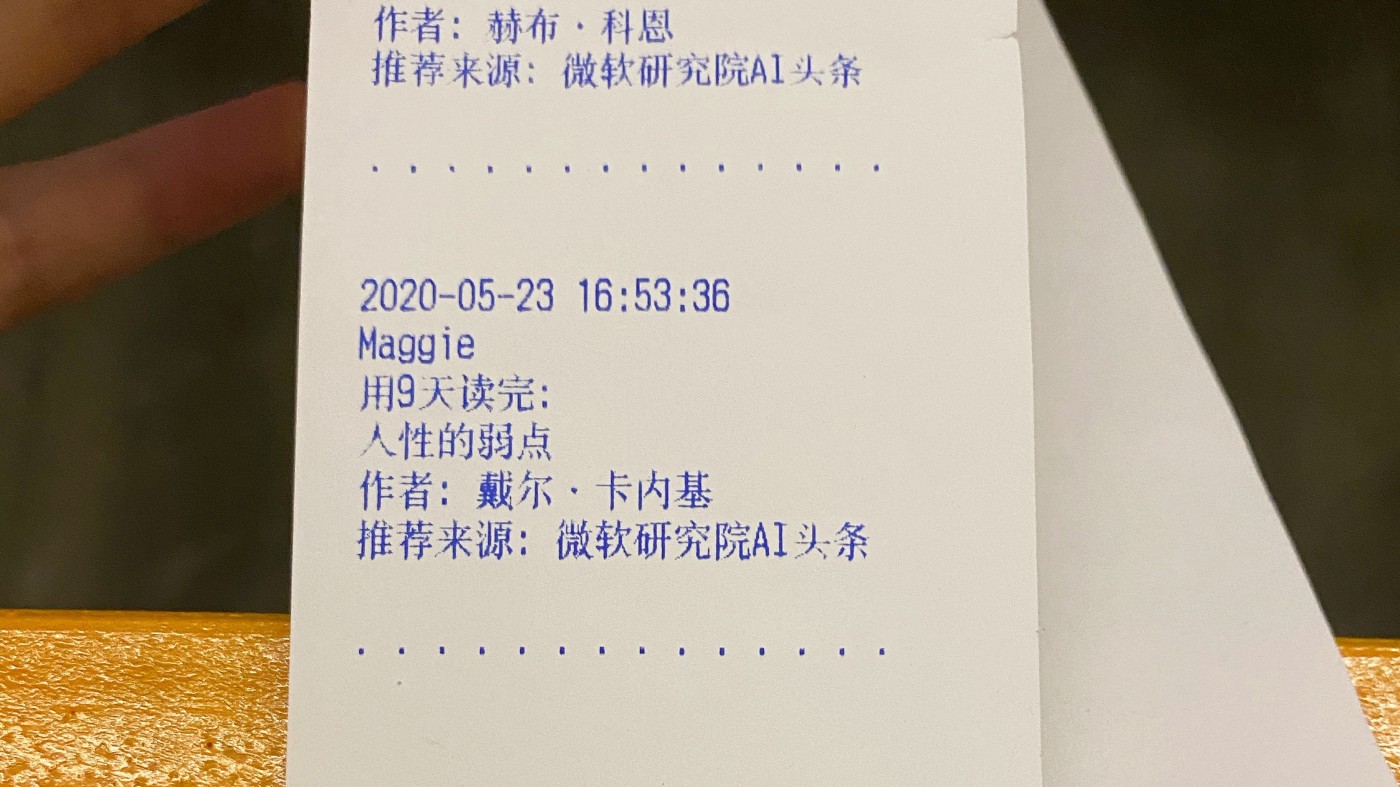 作者: 赫布·科恩
推荐来源: 微软研究院AI头条
. . . . . . . . . . . . . .
2020-05-23 16:53:36
Maggie
用9天读完:
人性的弱点
作者: 戴尔·卡内基
推荐来源: 微软研究院AI头条
. . . . . . . . . . . . . .